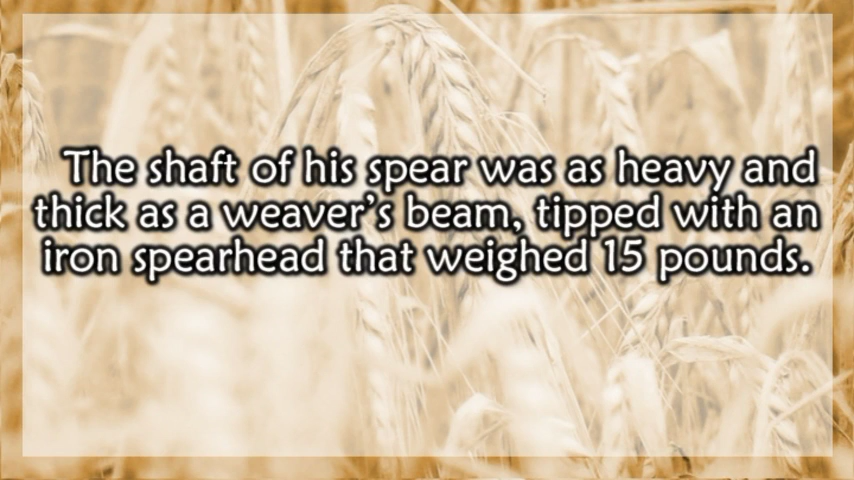 The shaft of his spear was as heavy and
thick as a weaver’s beam, tipped with an
iron spearhead that weighed 15 pounds.